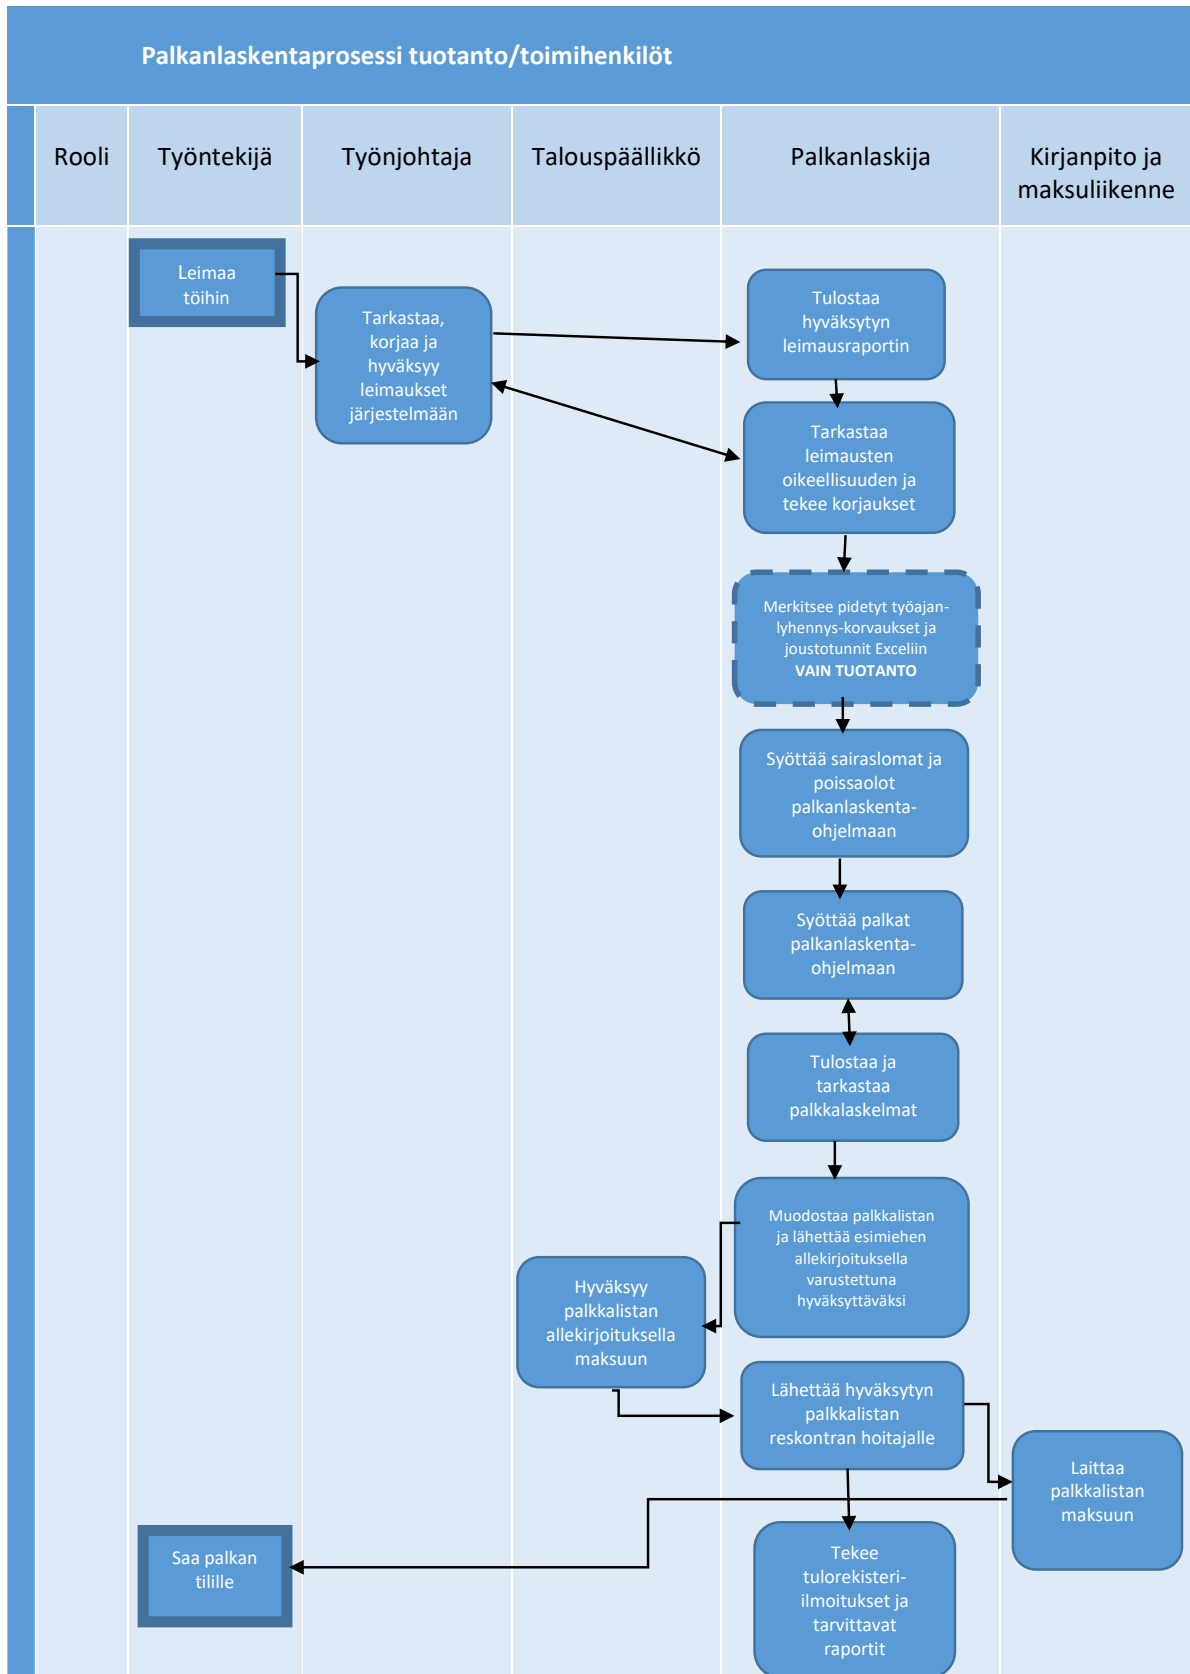 Palkanlaskentaprosessi tuotanto/toimihenkilöt
Rooli
Työntekijä
Työnjohtaja
Talouspäällikkö
Palkanlaskija
Kirjanpito ja
maksuliikenne
Leimaa
töihin
Tarkastaa,
korjaa ja
hyväksyy
leimaukset
järjestelmään
Tulostaa
hyväksytyn
leimausraportin
Tarkastaa
leimausten
oikeellisuuden ja
tekee korjaukset
Merkitsee pidetyt työajan-
lyhennys-korvaukset ja
joustotunnit Exceliin
VAIN TUOTANTO
Syöttää sairaslomat ja
poissaolot
palkanlaskenta-
ohjelmaan
Syöttää palkat
palkanlaskenta-
ohjelmaan
Tulostaa ja
tarkastaa
palkkalaskelmat
Muodostaa palkkalistan
ja lähettää esimiehen
allekirjoituksella
varustettuna
hyväksyttäväksi
Hyväksyy
palkkalistan
allekirjoituksella
maksuun
Lähettää hyväksytyn
palkkalistan
reskontran hoitajalle
Laittaa
palkkalistan
maksuun
Saa palkan
tilille
Tekee
tulorekisteri-
ilmoitukset ja
tarvittavat
raportit